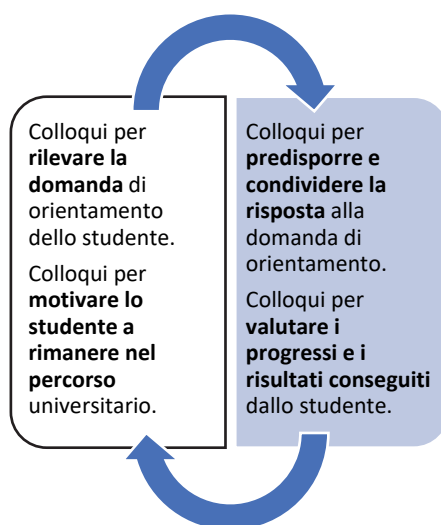 Colloqui per
rilevare la
domanda di
orientamento
dello studente.
Colloqui per
motivare lo
studente a
rimanere nel
percorso
universitario.
Colloqui per
predisporre e
condividere la
risposta alla
domanda di
orientamento.
Colloqui per
valutare i
progressi e i
risultati conseguiti
dallo studente.